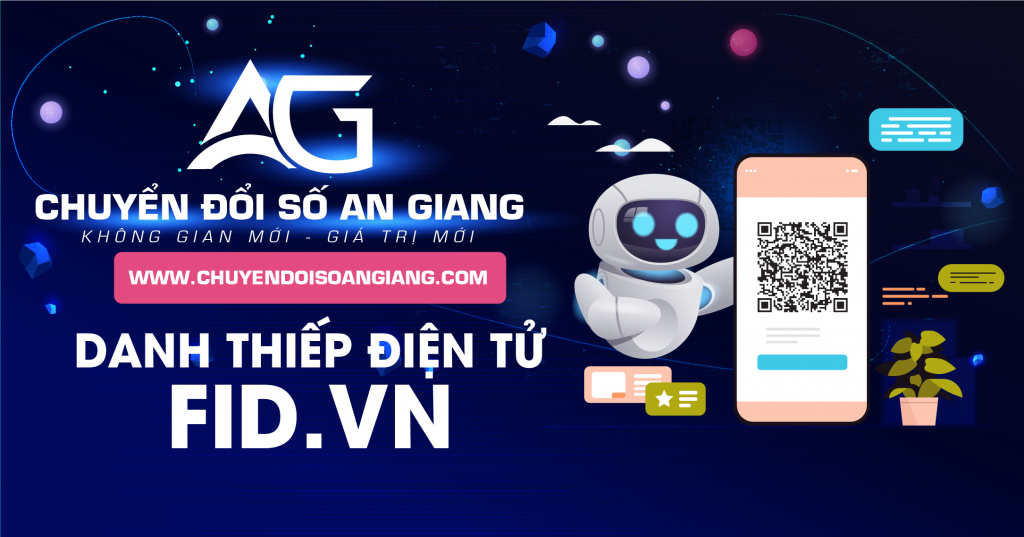 AG
CHUYỂN ĐỔI SỐ AN GIANG
KHÔNG GIAN MỚI - GIÁ TRỊ MỚI
WWW.CHUYENDOISOANGIANG.COM
DANH THIẾP ĐIỆN TỬ
FID.VN